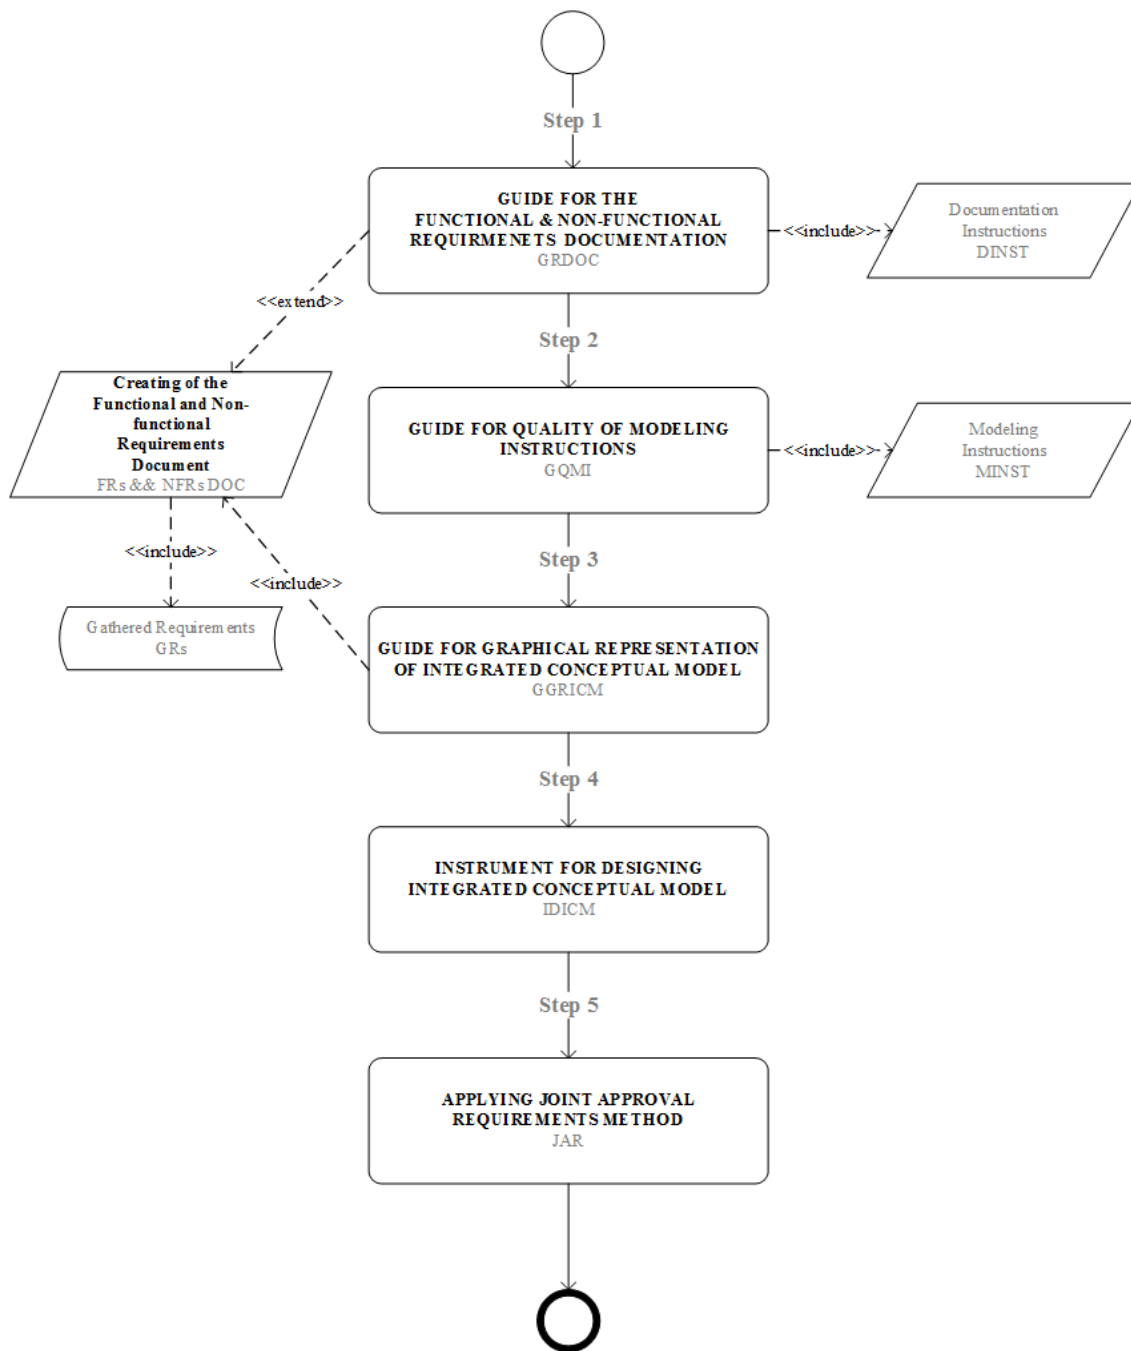 Step 1
GUIDE FOR THE
FUNCTIONAL & NON-FUNCTIONAL
REQUIRMENETS DOCUMENTATION
GRDOC
<<include>>
Documentation
Instructions
DINST
<<extend>>
Step 2
Creating of the
Functional and Non-
functional
Requirements
Document
FRs && NFRs DOC
GUIDE FOR QUALITY OF MODELING
INSTRUCTIONS
GQMI
<<include>>
Modeling
Instructions
MINST
<<include>>
<<include>>
Step 3
Gathered Requirements
GRs
GUIDE FOR GRAPHICAL REPRESENTATION
OF INTEGRATED CONCEPTUAL MODEL
GGRICM
Step 4
INSTRUMENT FOR DESIGNING
INTEGRATED CONCEPTUAL MODEL
IDICM
Step 5
APPLYING JOINT APPROVAL
REQUIREMENTS METHOD
JAR